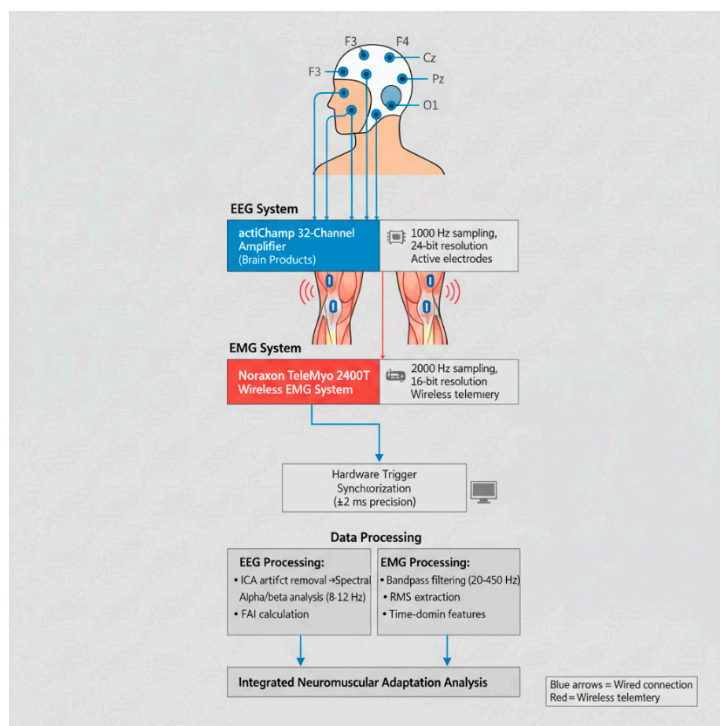 F3
F4
Cz
F3
Pz
O1
EEG System
actiChamp 32-Channel
Amplifier
(Brain Products)
1000 Hz sampling,
24-bit resolution
Active electrodes
EMG System
Noraxon TeleMyo 2400T
Wireless EMG System
2000 Hz sampling,
16-bit resolution
Wireless telemıery
Hardware Trigger
Synchkorization
(±2 ms precision)
Data Processing
EEG Processing:
• ICA artifct removal →Spectral
Alpha/beta analysis (8-12 Hz)
• FAI calculation
EMG Processing:
• Bandpass filtering (20-450 Hz)
• RMS extraction
• Time-domin features
Integrated Neuromuscular Adaptation Analysis
Blue arrows = Wired connection
Red = Wireless telemtery